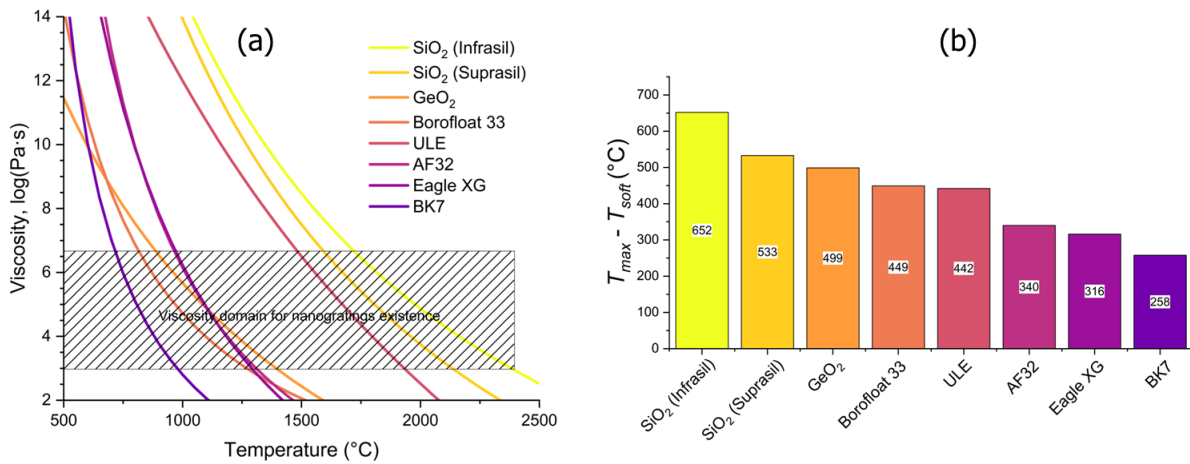 (a)
Viscosity, log(Pa·s)
14
12
10
8
6
4
2
SiO₂ (Infrasil)
SiO₂ (Suprasil)
GeO₂
Borofloat 33
ULE
AF32
Eagle XG
BK7
Viscosity domain for nanogratings existence
500
1000
1500
2000
2500
Temperature (°C)
(b)
T_max - T_soft (°C)
700
600
500
400
300
200
100
0
652
533
499
449
442
340
316
258
SiO₂ (Infrasil)
SiO₂ (Suprasil)
GeO₂
Borofloat 33
ULE
AF32
Eagle XG
BK7